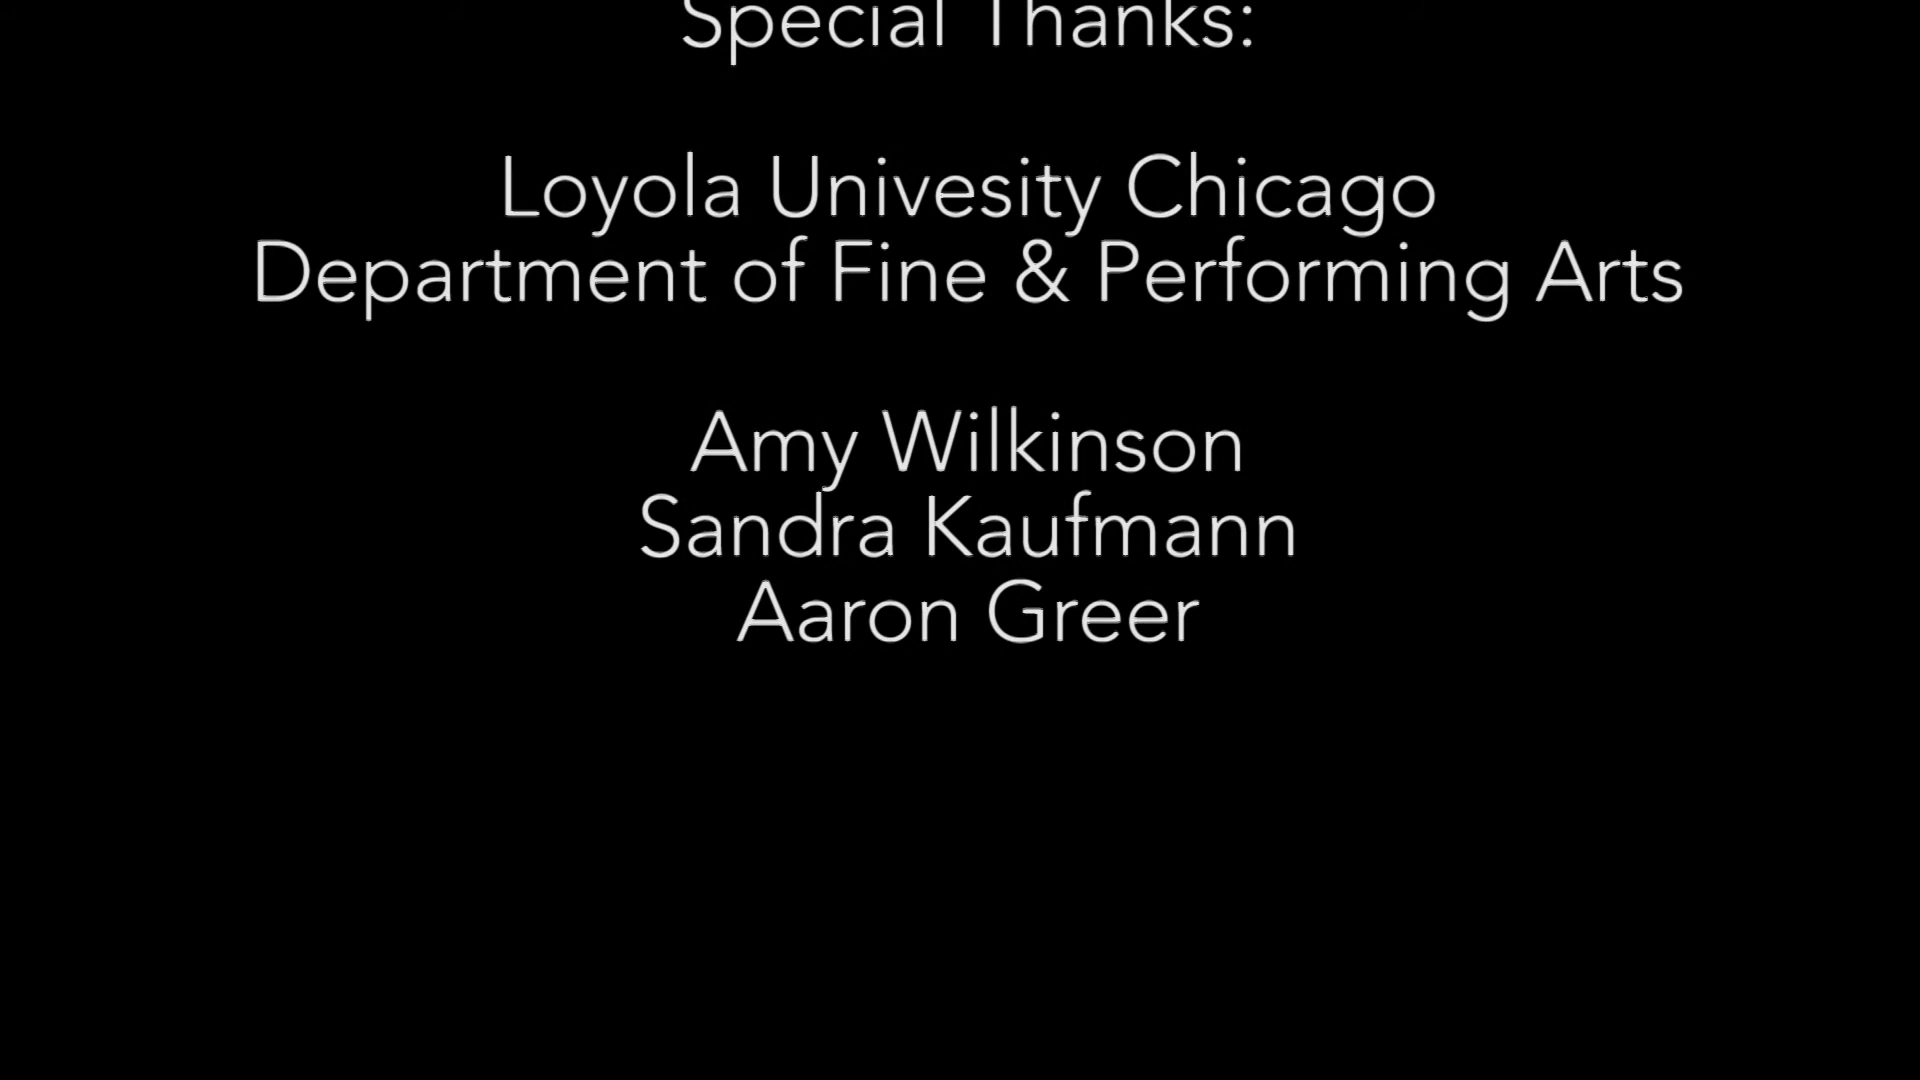 Special Thanks:
Loyola Univesity Chicago
Department of Fine & Performing Arts
Amy Wilkinson
Sandra Kaufmann
Aaron Greer